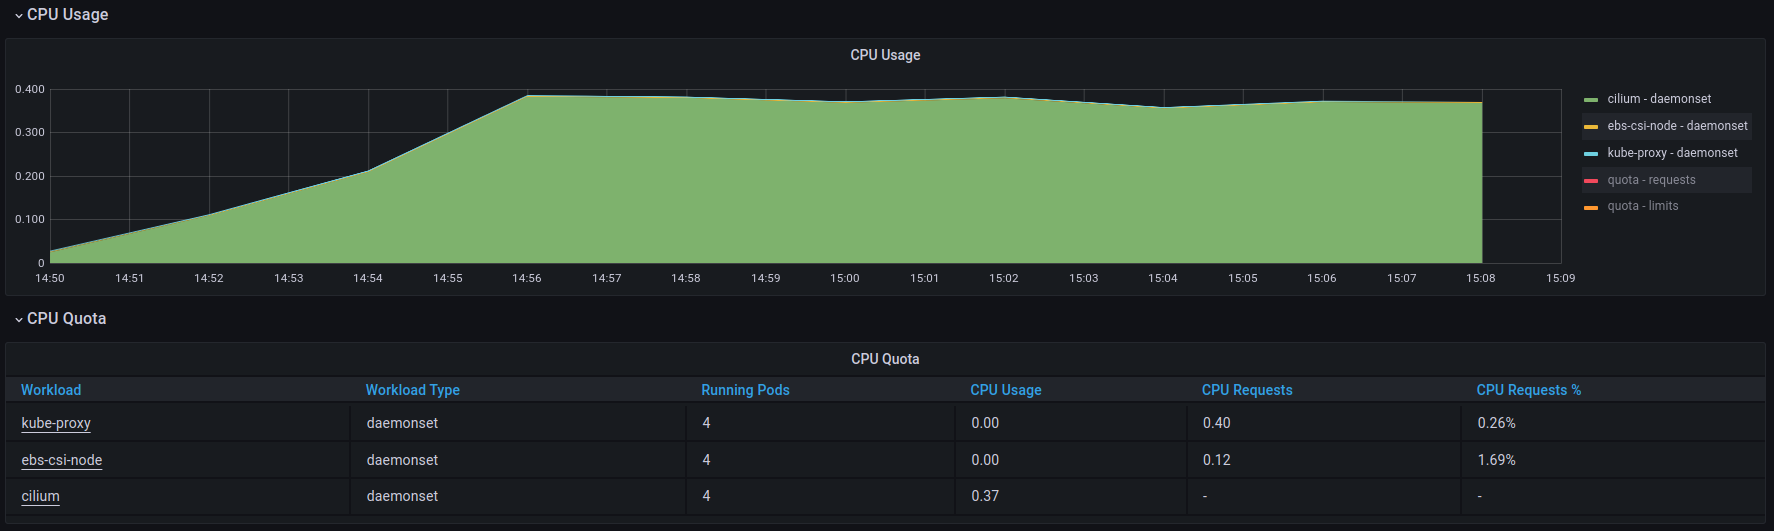 CPU Usage
CPU Usage
0.400
0.300
0.200
0.100
0
14:50 14:51 14:52 14:53 14:54 14:55 14:56 14:57 14:58 14:59 15:00 15:01 15:02 15:03 15:04 15:05 15:06 15:07 15:08 15:09
cilium - daemonset
ebs-csi-node - daemonset
kube-proxy - daemonset
quota - requests
quota - limits
CPU Quota
CPU Quota
Workload Workload Type Running Pods CPU Usage CPU Requests CPU Requests %
kube-proxy daemonset 4 0.00 0.40 0.26%
ebs-csi-node daemonset 4 0.00 0.12 1.69%
cilium daemonset 4 0.37 - -